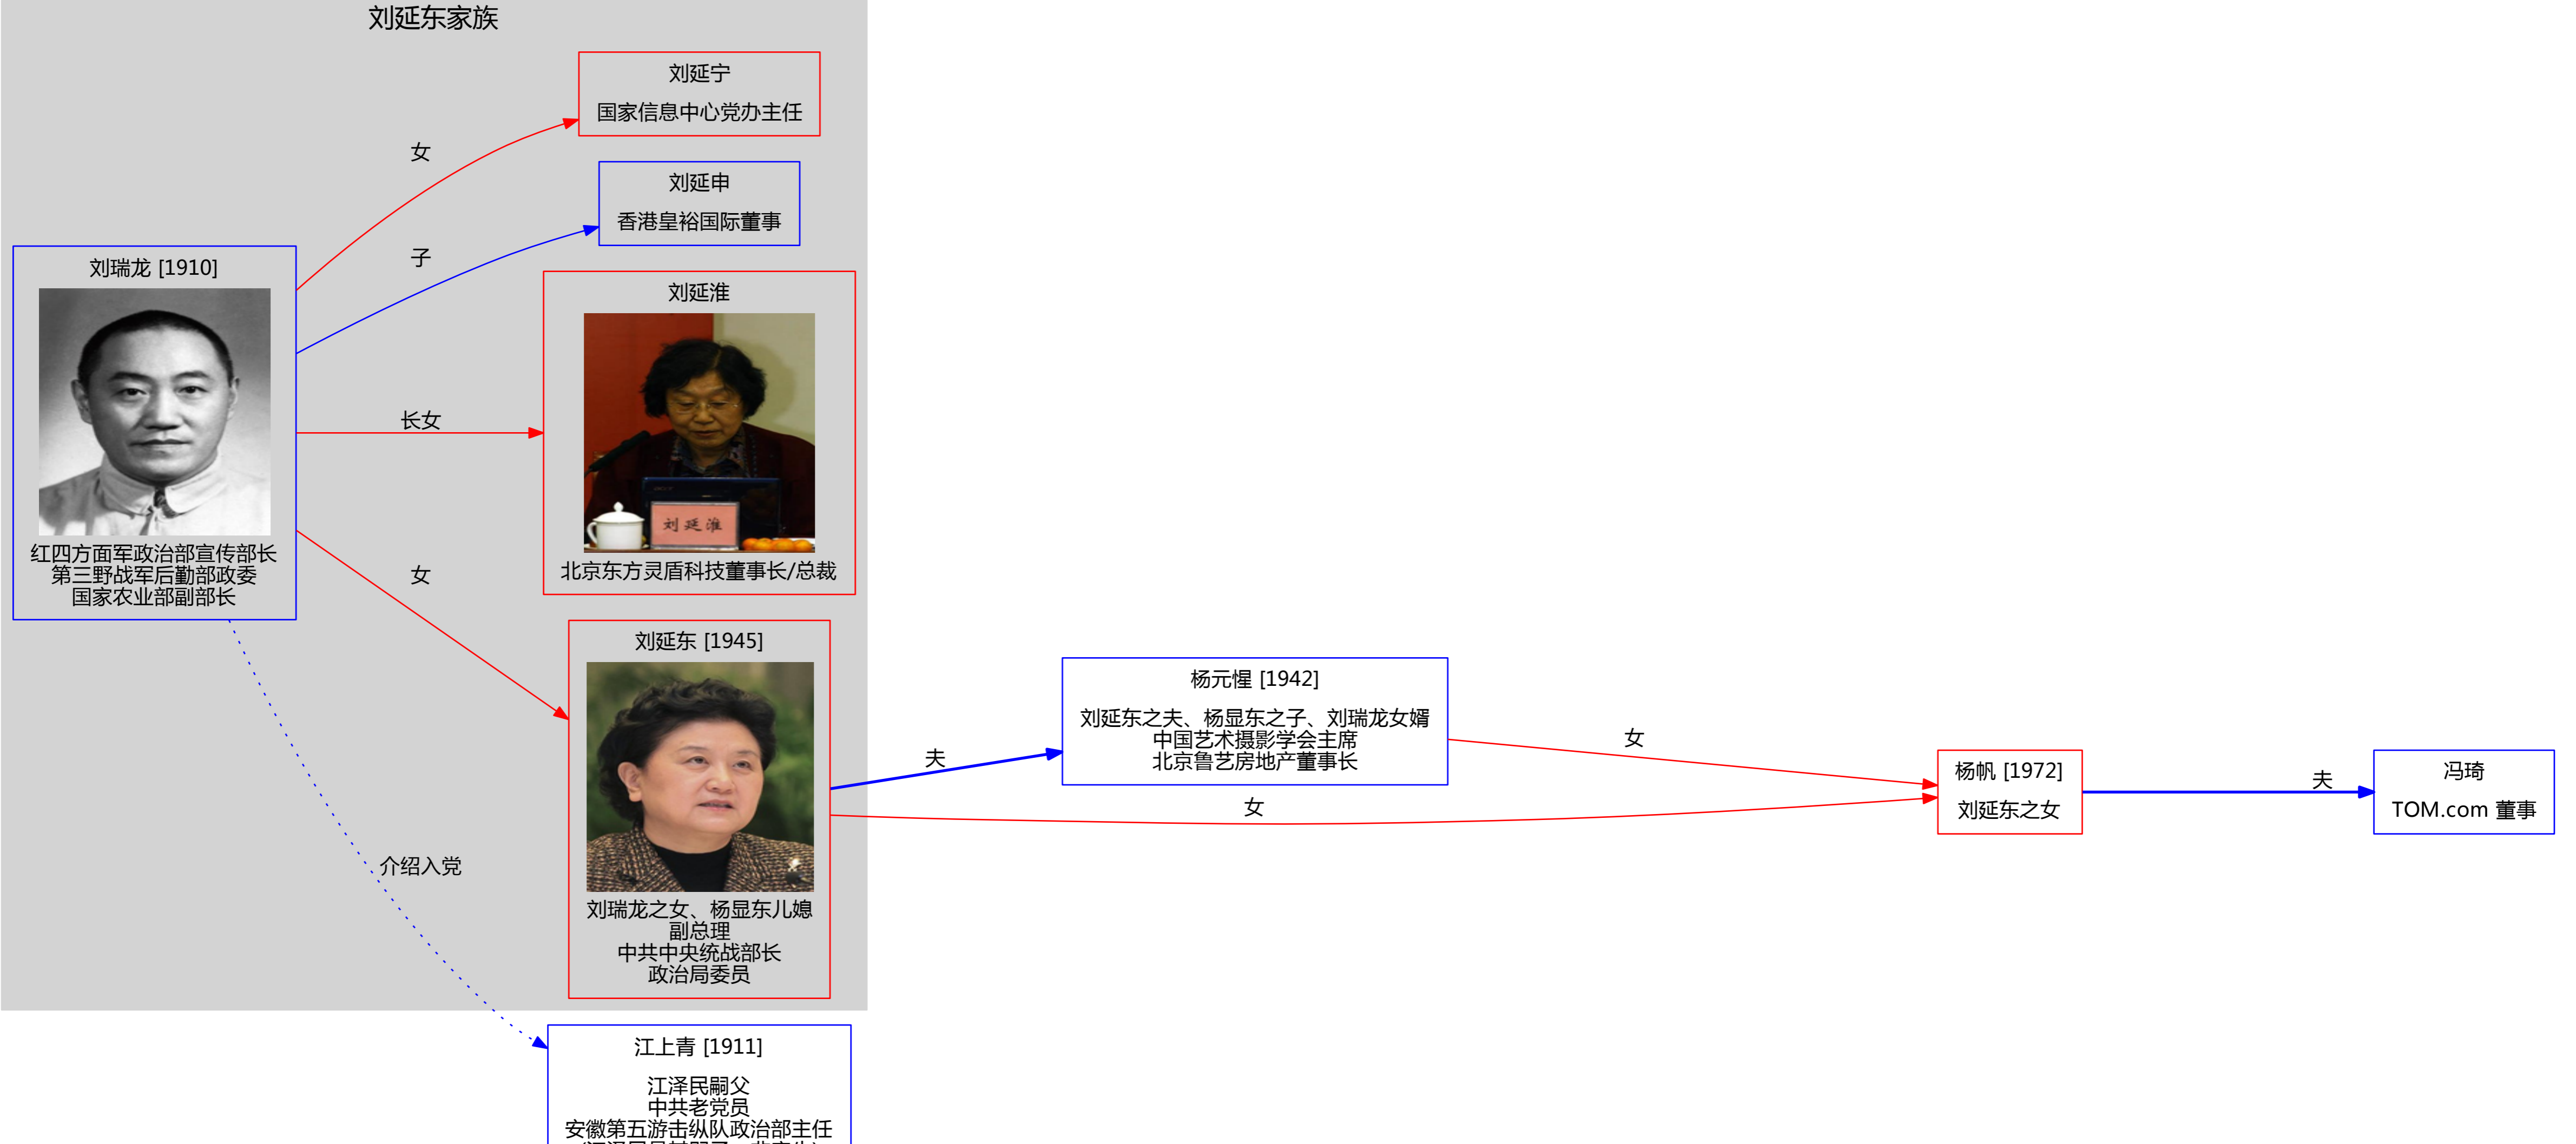 刘延东家族
刘延宁
国家信息中心党办主任
女
刘延申
香港皇裕国际董事
子
刘瑞龙 [1910]
红四方面军政治部宣传部长
第三野战军后勤部政委
国家农业部副部长
长女
刘延淮
刘延淮
北京东方灵盾科技董事长/总裁
女
刘延东 [1945]
刘瑞龙之女、杨显东儿媳
副总理
中共中央统战部长
政治局委员
夫
杨元惺 [1942]
刘延东之夫、杨显东之子、刘瑞龙女婿
中国艺术摄影学会主席
北京鲁艺房地产董事长
女
女
杨帆 [1972]
刘延东之女
夫
冯琦
TOM.com 董事
介绍入党
江上青 [1911]
江泽民嗣父
中共老党员
安徽第五游击纵队政治部主任